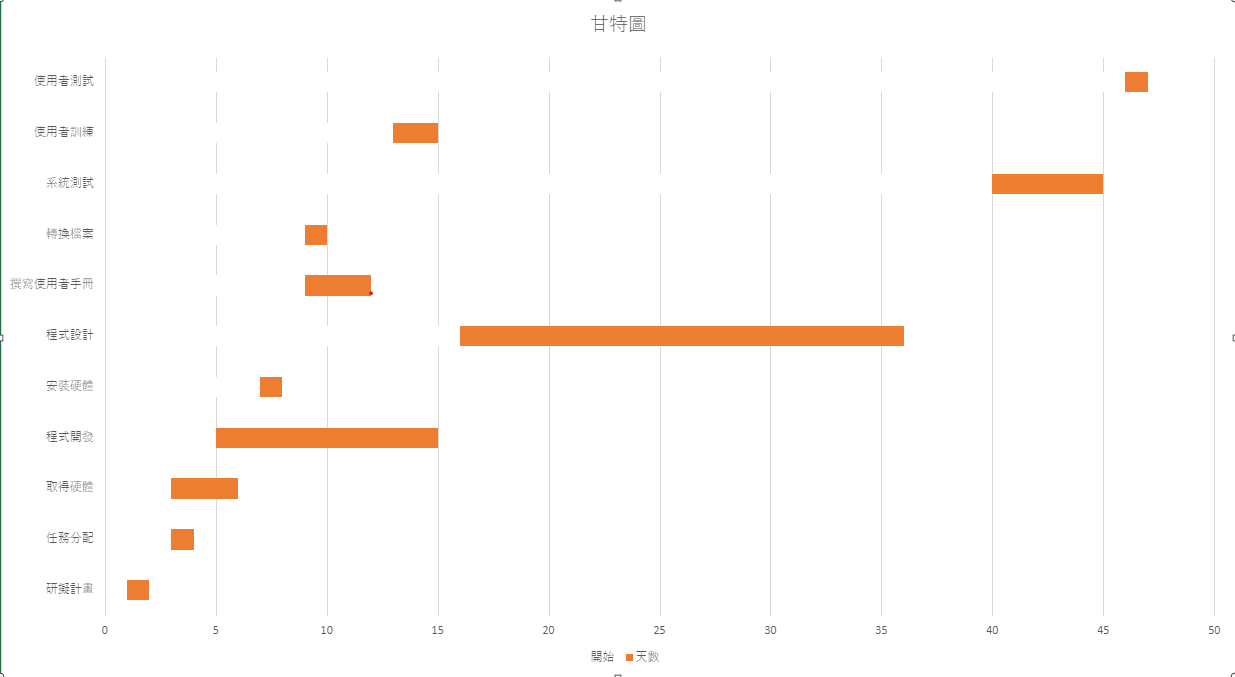 甘特圖
使用者測試
使用者訓練
系統測試
轉換檔案
撰寫使用者手冊
程式設計
安裝硬體
程式開發
取得硬體
任務分配
研擬計畫
0 5 10 15 20 25 30 35 40 45 50
開始 天數